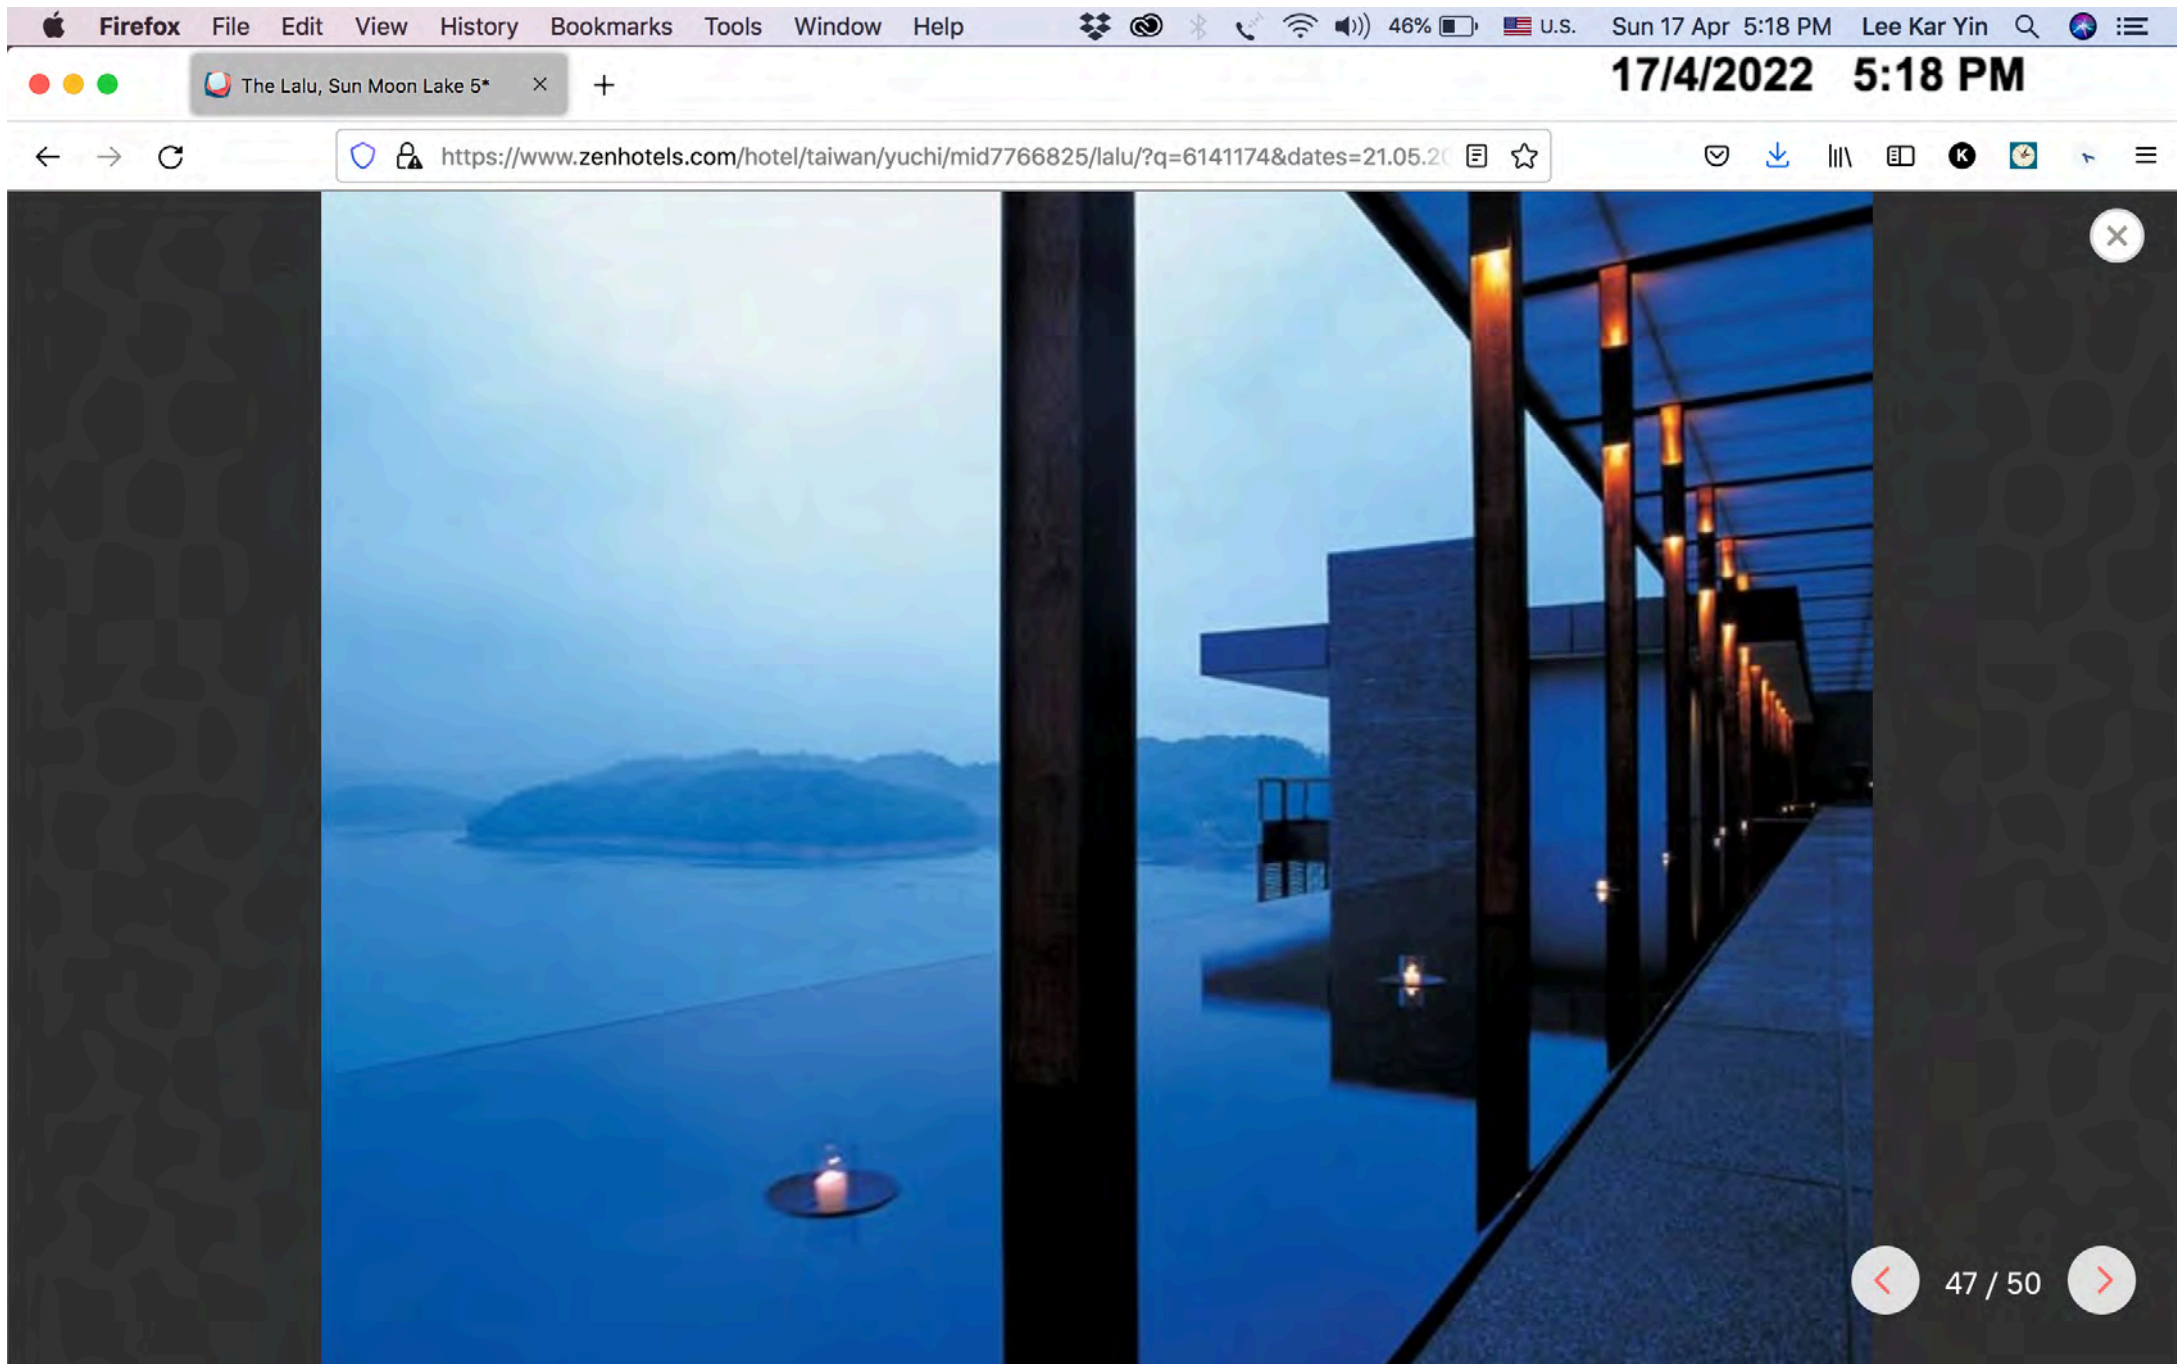 Firefox File Edit View History Bookmarks Tools Window Help 46% U.S. Sun 17 Apr 5:18 PM Lee Kar Yin
The Lalu, Sun Moon Lake 5*
17/4/2022 5:18 PM
https://www.zenhotels.com/hotel/taiwan/yuchi/mid7766825/lalu/?q=6141174&dates=21.05.20
K
47 / 50